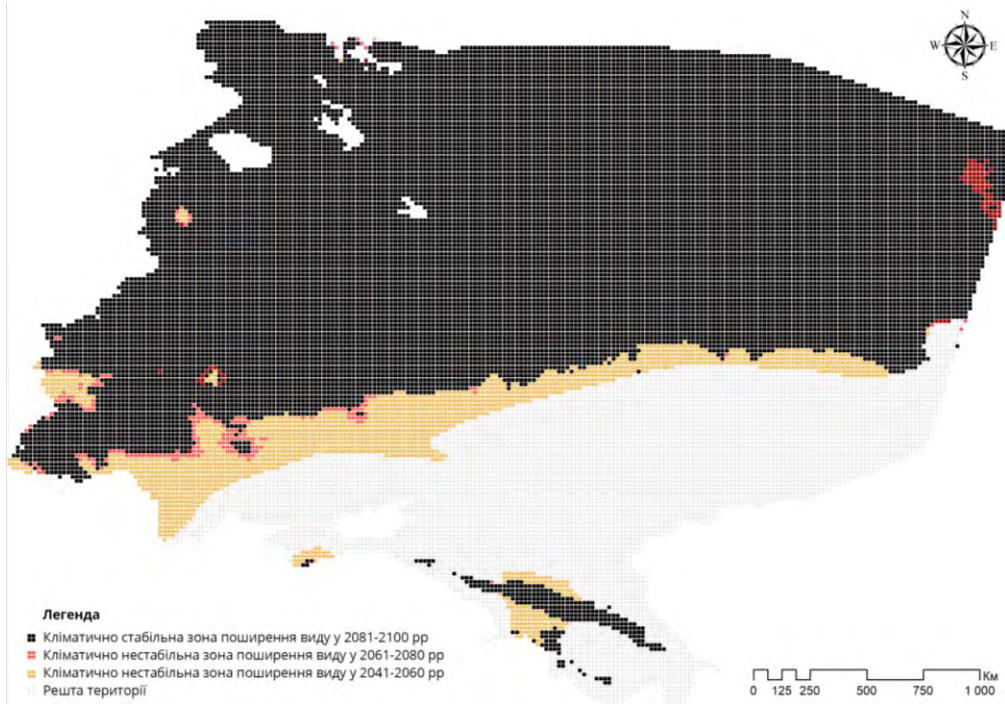 N
W E
S
Легенда
Кліматично стабільна зона поширення виду у 2081-2100 рр
Кліматично нестабільна зона поширення виду у 2061-2080 рр
Кліматично нестабільна зона поширення виду у 2041-2060 рр
Решта території
Км
0 125 250 500 750 1 000